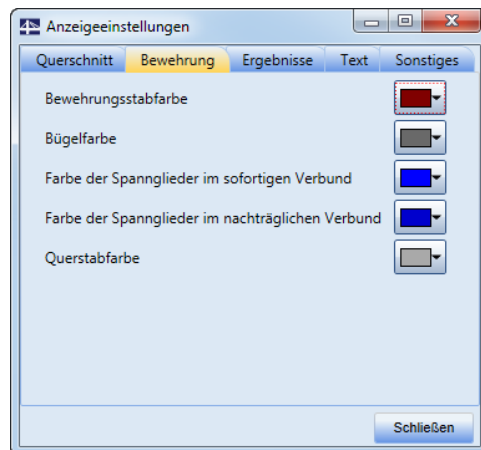 Anzeigeeinstellungen
Querschnitt Bewehrung Ergebnisse Text Sonstiges
Bewehrungsstabfarbe
Bügelfarbe
Farbe der Spannglieder im sofortigen Verbund
Farbe der Spannglieder im nachträglichen Verbund
Querstabfarbe
Schließen